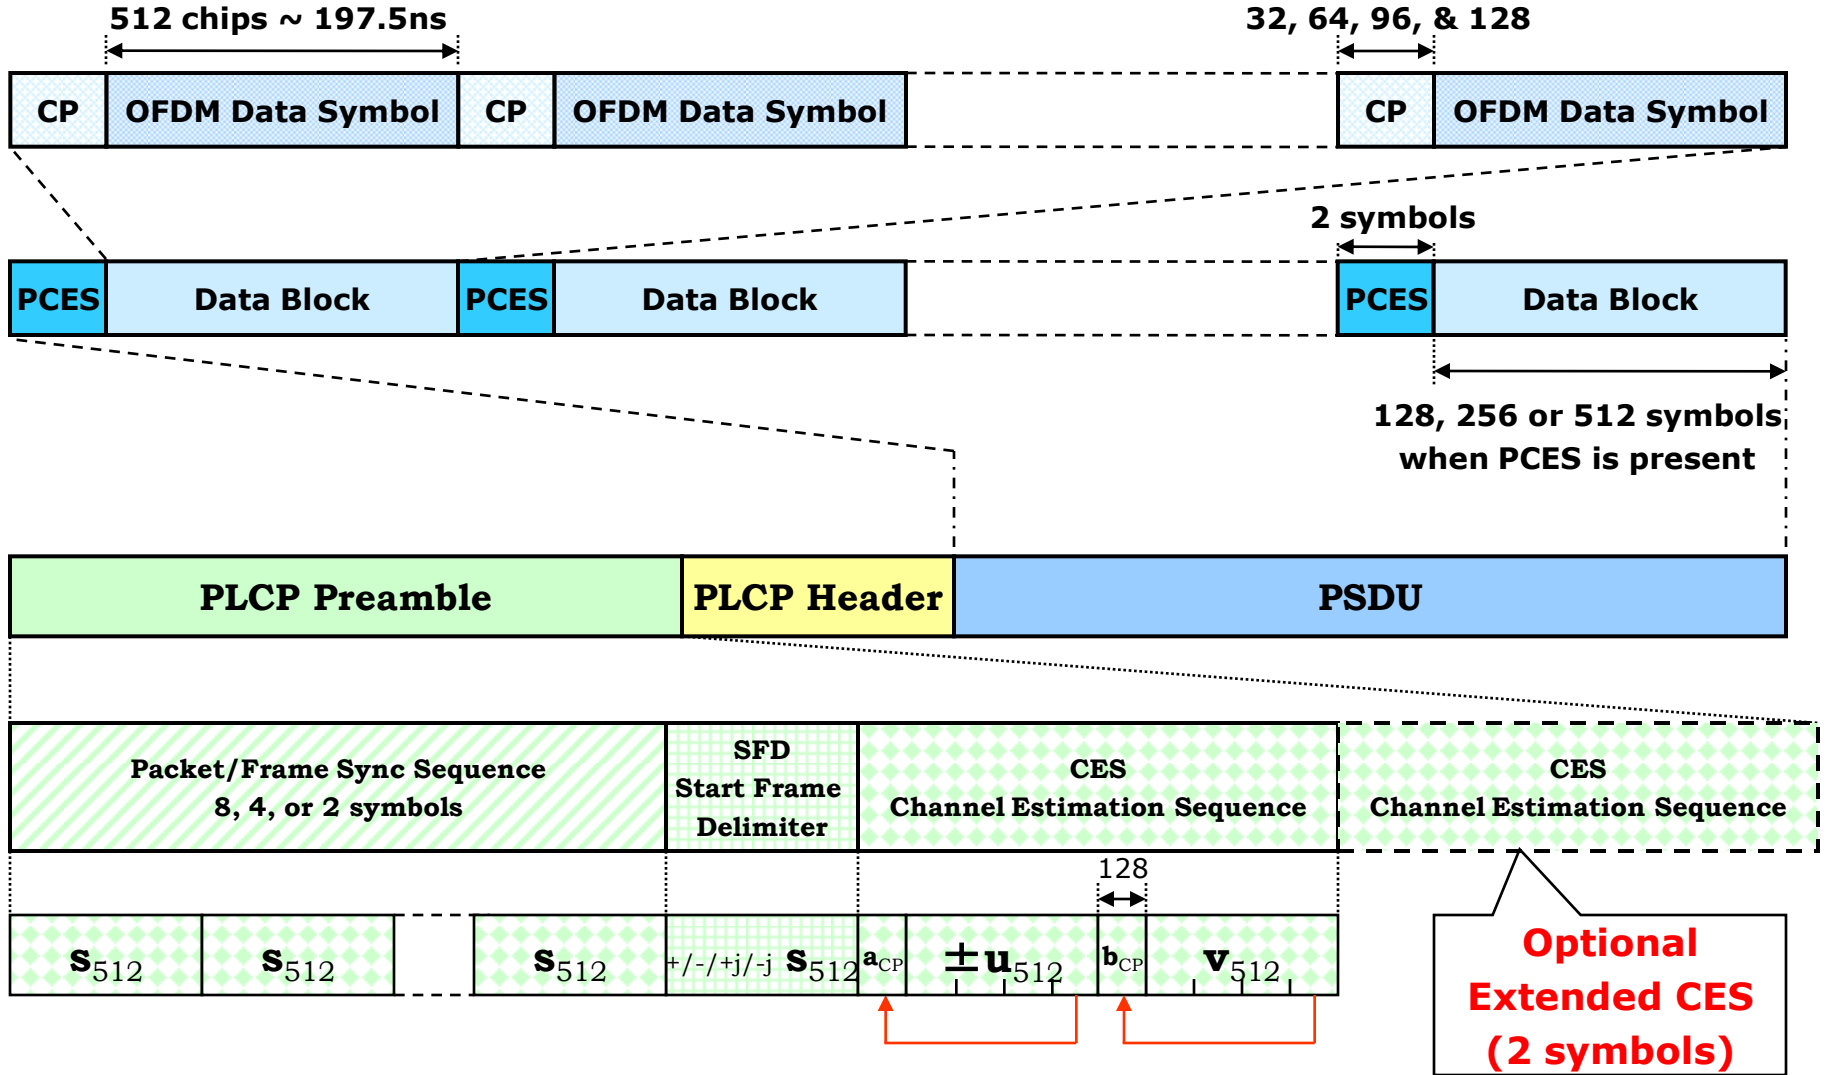 512 chips ~ 197.5ns
32, 64, 96, & 128
CP
OFDM Data Symbol
CP
OFDM Data Symbol
CP
OFDM Data Symbol
2 symbols
PCES
Data Block
PCES
Data Block
PCES
Data Block
128, 256 or 512 symbols
when PCES is present
PLCP Preamble
PLCP Header
PSDU
Packet/Frame Sync Sequence
8, 4, or 2 symbols
SFD
Start Frame
Delimiter
CES
Channel Estimation Sequence
CES
Channel Estimation Sequence
128
s512
s512
s512
+/-/+j/-j s512
aCP
±u512
bCP
v512
Optional
Extended CES
(2 symbols)